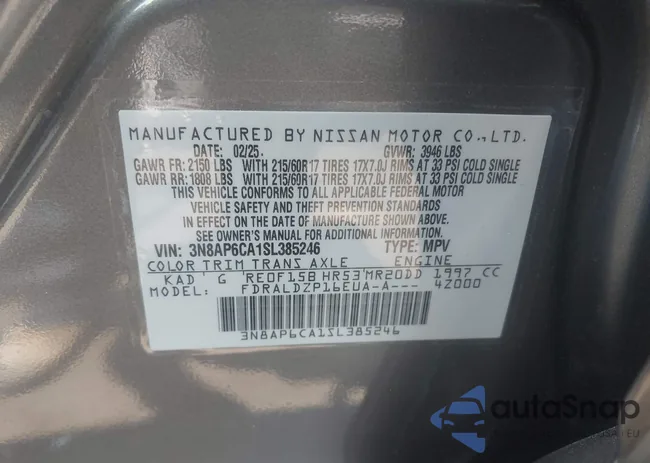 MANUFACTURED BY NISSAN MOTOR CO.,LTD.
DATE: 02/25. GVWR: 3946 LBS
GAWR FR: 2150 LBS WITH 215/60R17 TIRES 17X7.0J RIMS AT 33 PSI COLD SINGLE
GAWR RR: 1808 LBS WITH 215/60R17 TIRES 17X7.0J RIMS AT 33 PSI COLD SINGLE
THIS VEHICLE CONFORMS TO ALL APPLICABLE FEDERAL MOTOR
VEHICLE SAFETY AND THEFT PREVENTION STANDARDS
IN EFFECT ON THE DATE OF MANUFACTURE SHOWN ABOVE.
SEE OWNER'S MANUAL FOR ADDITIONAL INFORMATION.
VIN: 3N8AP6CA1SL385246 TYPE: MPV
COLOR TRIM TRANS AXLE ENGINE
KAD G RE0F15B HR53 MR20DD 1997 CC
MODEL: FDRALDZP16EUA-A--- 4Z000
3N8AP6CA1SL385246
autoSnap
EU